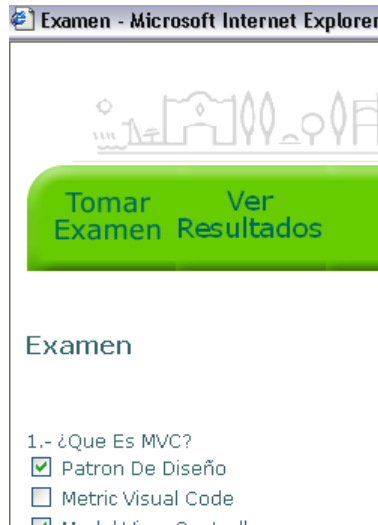 Examen - Microsoft Internet Explorer
Tomar Examen
Ver Resultados
Examen
1.- ¿Que Es MVC?
Patron De Diseño
Metric Visual Code